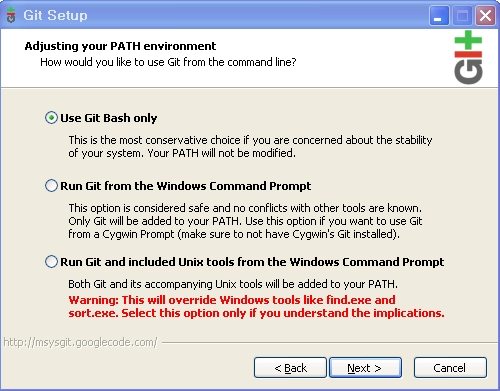 Git Setup
Adjusting your PATH environment
How would you like to use Git from the command line?
Git
Use Git Bash only
This is the most conservative choice if you are concerned about the stability
of your system. Your PATH will not be modified.
Run Git from the Windows Command Prompt
This option is considered safe and no conflicts with other tools are known.
Only Git will be added to your PATH. Use this option if you want to use Git
from a Cygwin Prompt (make sure to not have Cygwin's Git installed).
Run Git and included Unix tools from the Windows Command Prompt
Both Git and its accompanying Unix tools will be added to your PATH.
Warning: This will override Windows tools like find.exe and
sort.exe. Select this option only if you understand the implications.
http://msysgit.googlecode.com/
< Back
Next >
Cancel